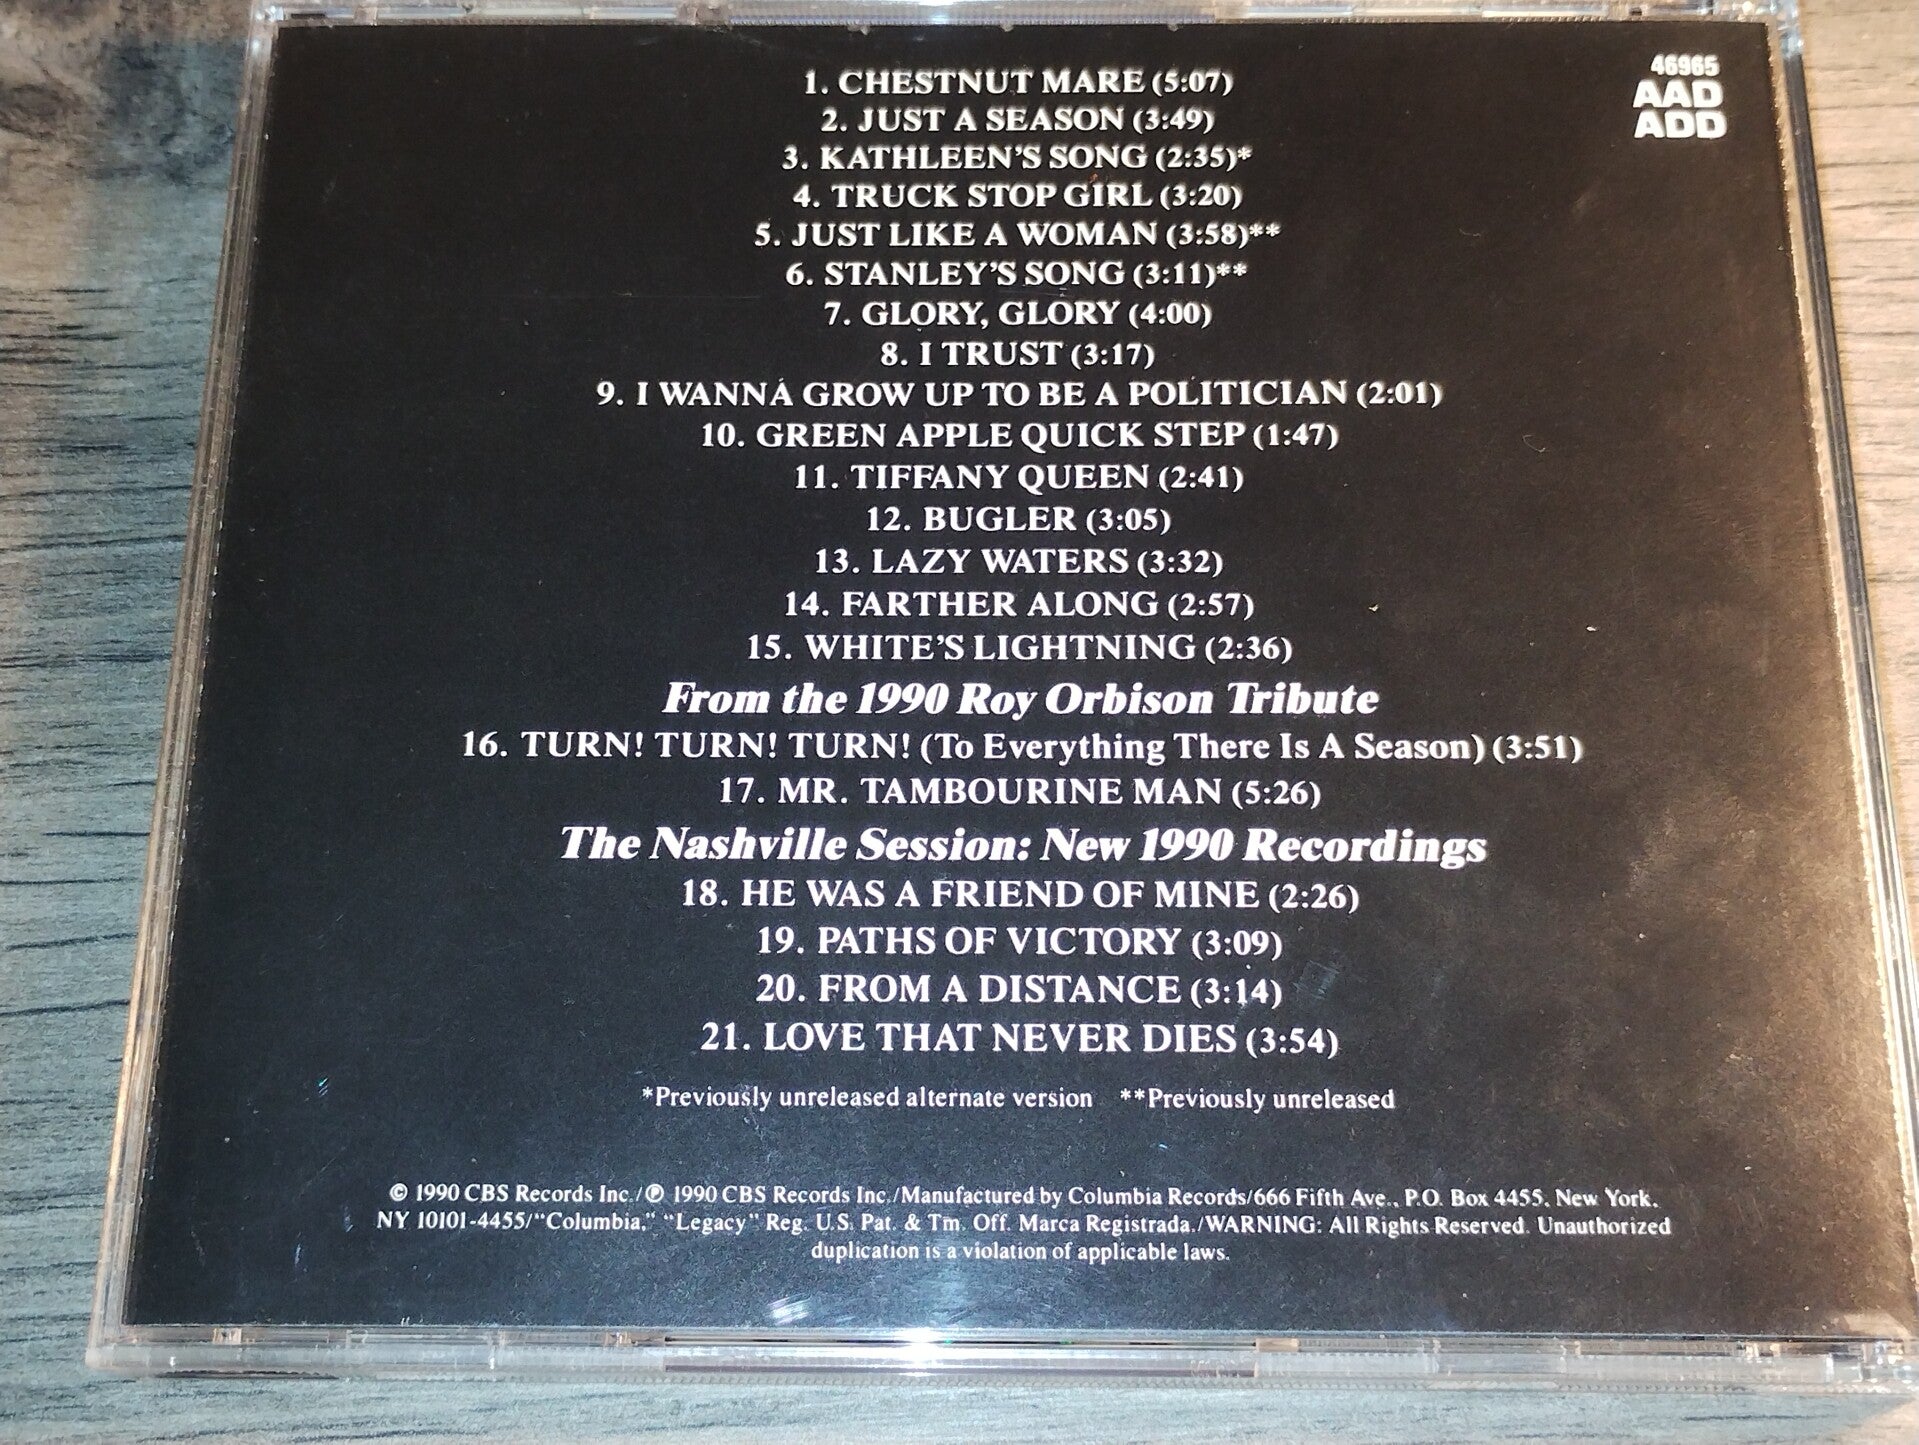 46965
AAD
ADD
1. CHESTNUT MARE (5:07)
2. JUST A SEASON (3:49)
3. KATHLEEN'S SONG (2:35)*
4. TRUCK STOP GIRL (3:20)
5. JUST LIKE A WOMAN (3:58)**
6. STANLEY'S SONG (3:11)**
7. GLORY, GLORY (4:00)
8. I TRUST (3:17)
9. I WANNA GROW UP TO BE A POLITICIAN (2:01)
10. GREEN APPLE QUICK STEP (1:47)
11. TIFFANY QUEEN (2:41)
12. BUGLER (3:05)
13. LAZY WATERS (3:32)
14. FARTHER ALONG (2:57)
15. WHITE'S LIGHTNING (2:36)
From the 1990 Roy Orbison Tribute
16. TURN! TURN! TURN! (To Everything There Is A Season) (3:51)
17. MR. TAMBOURINE MAN (5:26)
The Nashville Session: New 1990 Recordings
18. HE WAS A FRIEND OF MINE (2:26)
19. PATHS OF VICTORY (3:09)
20. FROM A DISTANCE (3:14)
21. LOVE THAT NEVER DIES (3:54)
*Previously unreleased alternate version **Previously unreleased
© 1990 CBS Records Inc./℗ 1990 CBS Records Inc./Manufactured by Columbia Records/666 Fifth Ave., P.O. Box 4455, New York,
NY 10101-4455/"Columbia," "Legacy" Reg. U.S. Pat. & Tm. Off. Marca Registrada./WARNING: All Rights Reserved. Unauthorized
duplication is a violation of applicable laws.